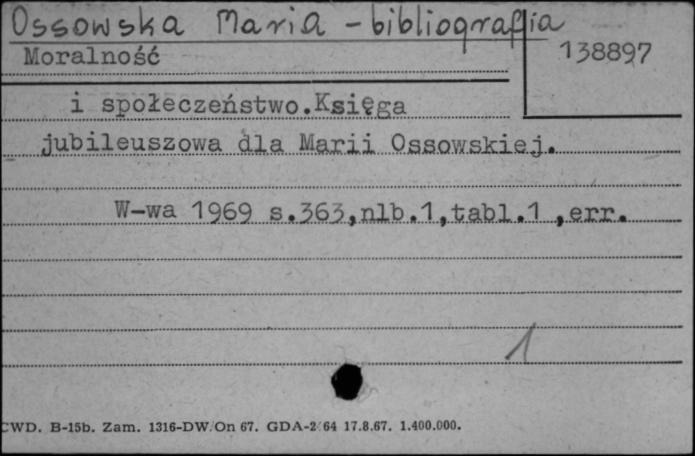 Ossowska Maria - bibliografia
Moralność
138897
i społeczeństwo.Księga
jubileuszowa dla Marii Ossowskiej.
W-wa 1969 s.363,nlb.1,tabl.1 ,err.
1
CWD. B-15b. Zam. 1316-DW/On 67. GDA-2/64 17.8.67. 1.400.000.